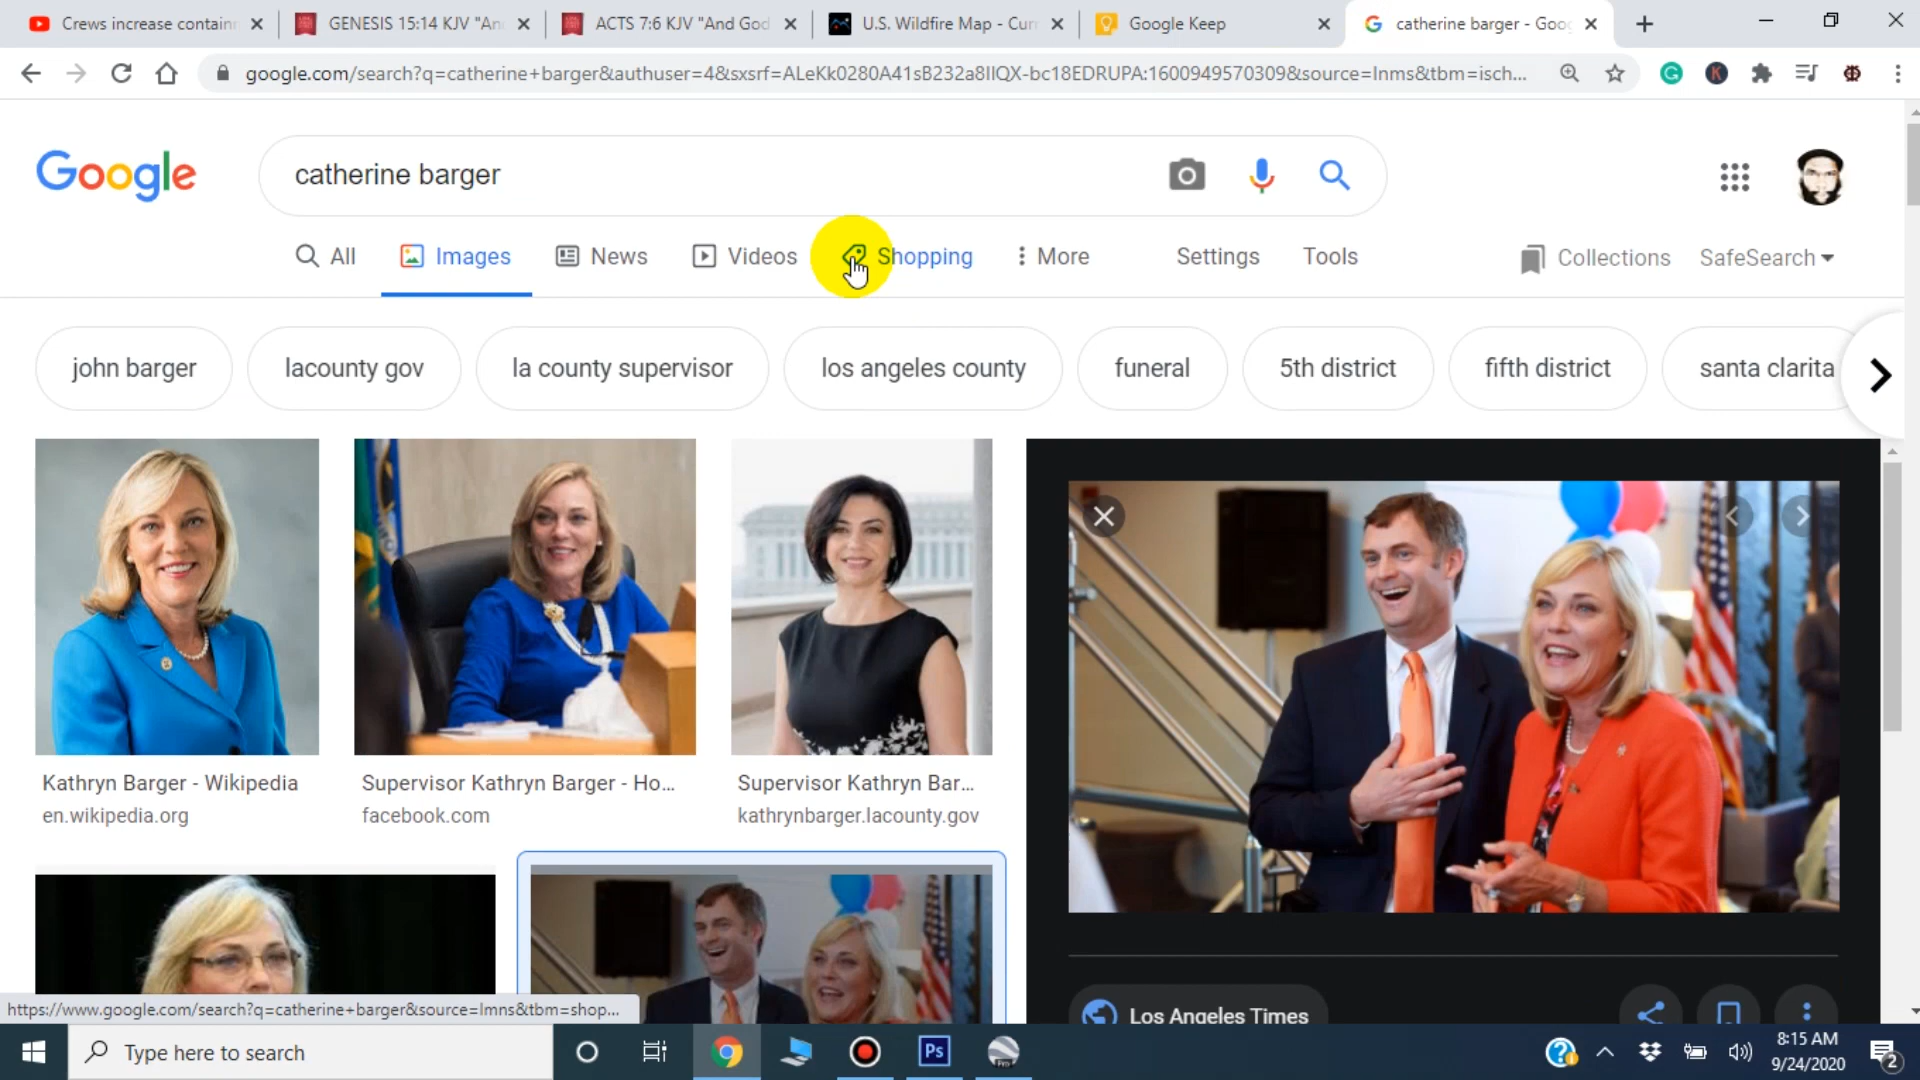 Crews increase contain
GENESIS 15:14 KJV "An
ACTS 7:6 KJV "And God
U.S. Wildfire Map - Curr
Google Keep
catherine barger - Goog
google.com/search?q=catherine+barger&authuser=4&sxsrf=ALeKk0280A41sB232a8IIQX-bc18EDRUPA:1600949570309&source=lnms&tbm=isch...
Google
catherine barger
All
Images
News
Videos
Shopping
More
Settings
Tools
Collections
SafeSearch
john barger
lacounty gov
la county supervisor
los angeles county
funeral
5th district
fifth district
santa clarita
Kathryn Barger - Wikipedia
en.wikipedia.org
Supervisor Kathryn Barger - Ho...
facebook.com
Supervisor Kathryn Bar...
kathrynbarger.lacounty.gov
Los Angeles Times
https://www.google.com/search?q=catherine+barger&source=lmns&tbm=shop...
Type here to search
Ps
8:15 AM
9/24/2020
2